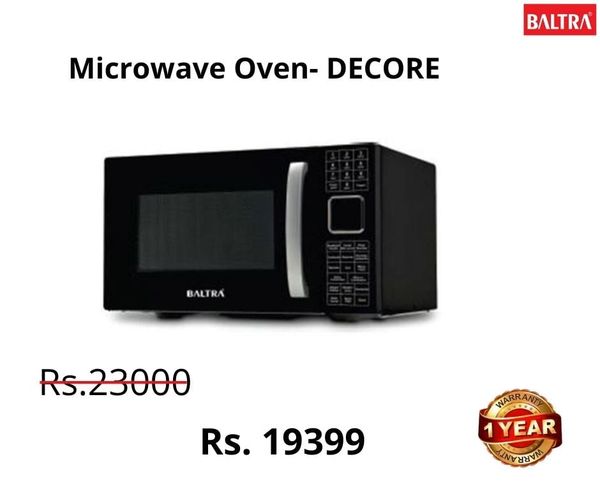 BALTRA
Microwave Oven- DECORE
BALTRA
Rs.23000
Rs. 19399
WARRANTY
1 YEAR
WARRANTY